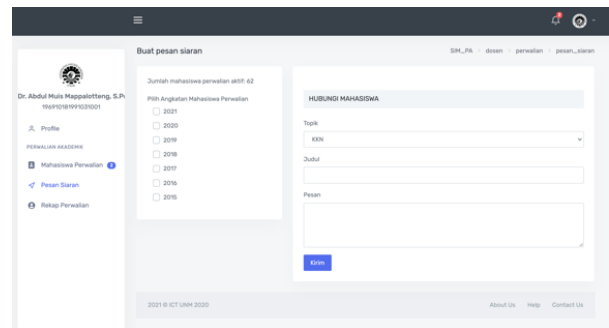 Buat pesan siaran
SIM_PA dosen perwalian pesan_siaran
Dr. Abdul Muis Mappalotteng, S.P
196910181991031001
Profile
PERWALIAN AKADEMIK
Mahasiswa Perwalian
Pesan Siaran
Rekap Perwalian
Jumlah mahasiswa perwalian aktif: 62
Pilih Angkatan Mahasiswa Perwalian
2021
2020
2019
2018
2017
2016
2015
HUBUNGI MAHASISWA
Topik
KKN
Judul
Pesan
Kirim
2021 © ICT UNM 2020
About Us Help Contact Us